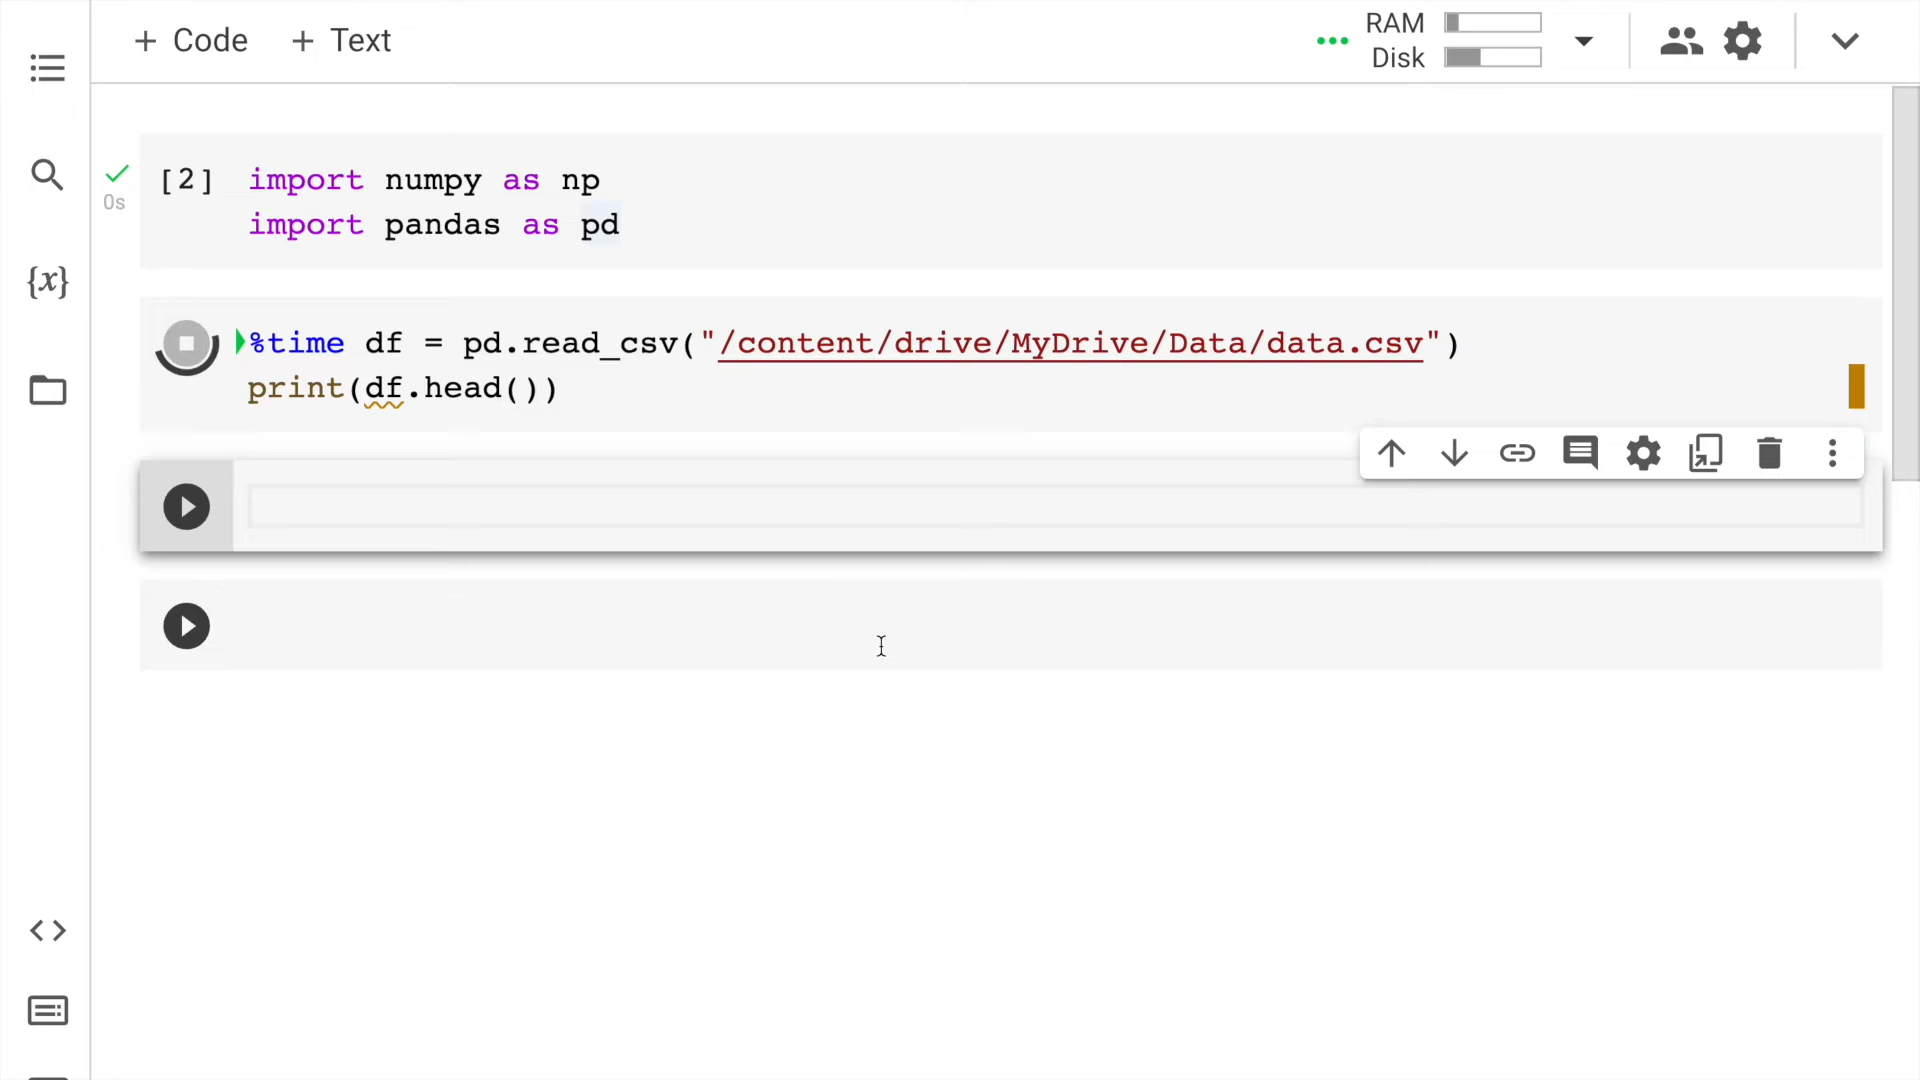 + Code + Text
RAM
Disk
[2] import numpy as np
0s
import pandas as pd
{x}
%time df = pd.read_csv("/content/drive/MyDrive/Data/data.csv")
print(df.head())